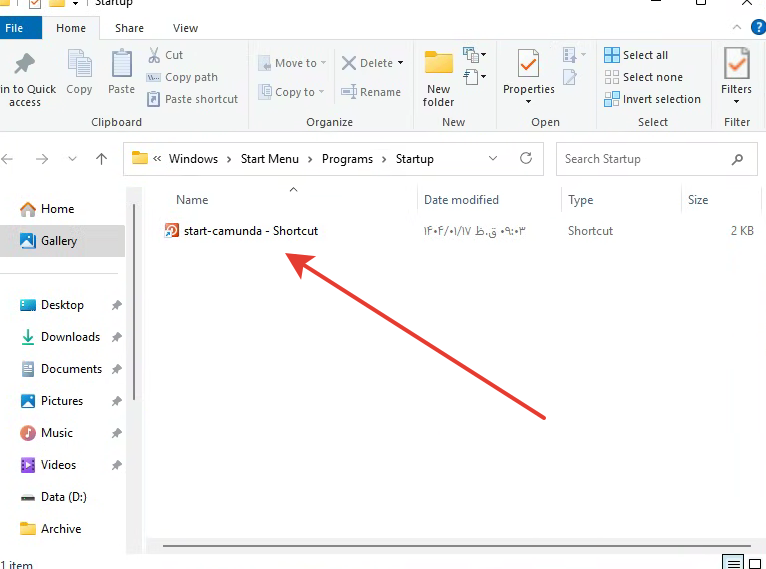 Startup
File Home Share View
in to Quick access
Copy
Paste
Cut
Copy path
Paste shortcut
Clipboard
Move to
Copy to
Delete
Rename
Organize
New folder
New
Properties
Open
Select all
Select none
Invert selection
Select
Filters
Filter
« Windows › Start Menu › Programs › Startup
Search Startup
Name Date modified Type Size
start-camunda - Shortcut ۱۴۰۴/۰۱/۱۷ ق.ظ ۰۹:۰۳ Shortcut 2 KB
Home
Gallery
Desktop
Downloads
Documents
Pictures
Music
Videos
Data (D:)
Archive
1 item